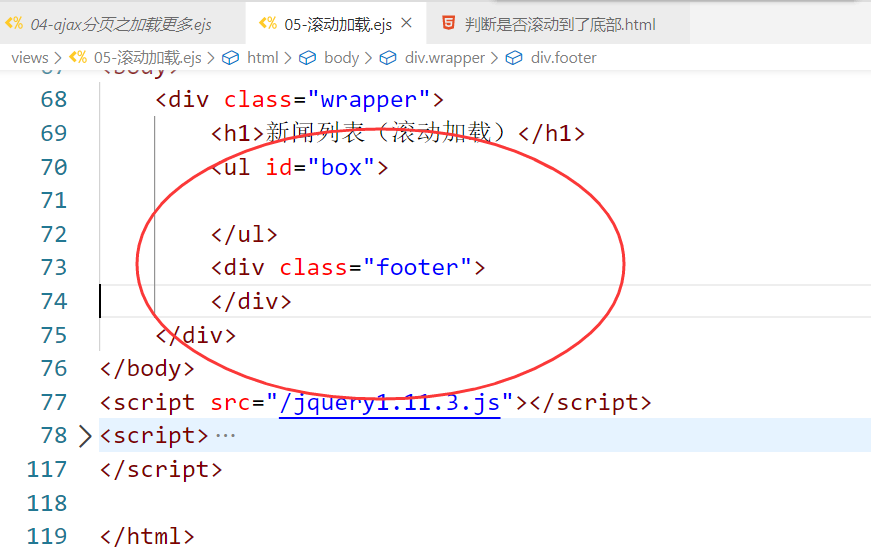 04-ajax分页之加载更多.ejs 05-滚动加载.ejs 判断是否滚动到了底部.html
views > 05-滚动加载.ejs > html > body > div.wrapper > div.footer
67 <body>
68 <div class="wrapper">
69 <h1>新闻列表（滚动加载）</h1>
70 <ul id="box">
71
72 </ul>
73 <div class="footer">
74 </div>
75 </div>
76 </body>
77 <script src="/jquery1.11.3.js"></script>
78 <script>…
117 </script>
118
119 </html>